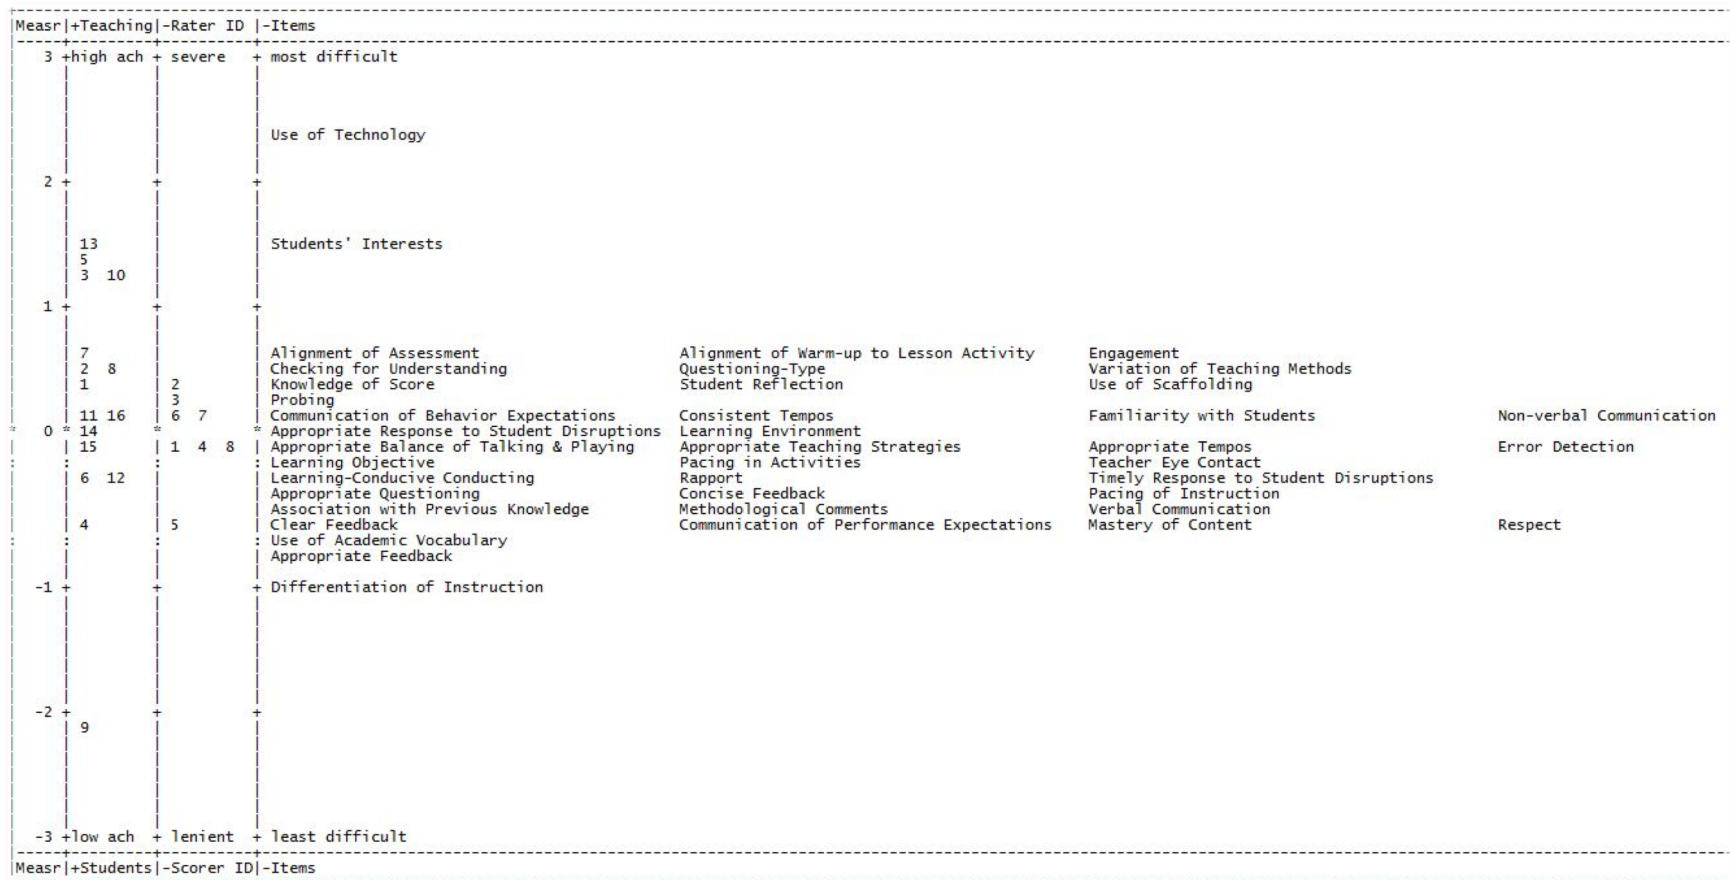 Measr|+Teaching|-Rater ID |-Items
3 +high ach + severe + most difficult
Use of Technology
2 + + +
13 Students' Interests
5
3 10
1 + + +
7 Alignment of Assessment Alignment of Warm-up to Lesson Activity Engagement
2 8 Checking for Understanding Questioning-Type Variation of Teaching Methods
1 2 Knowledge of Score Student Reflection Use of Scaffolding
3 Probing
11 16 6 7 Communication of Behavior Expectations Consistent Tempos Familiarity with Students Non-verbal Communication
* 0 * 14 * * Appropriate Response to Student Disruptions Learning Environment
15 1 4 8 Appropriate Balance of Talking & Playing Appropriate Teaching Strategies Appropriate Tempos Error Detection
: : : : Learning Objective Pacing in Activities Teacher Eye Contact
6 12 Learning-Conducive Conducting Rapport Timely Response to Student Disruptions
Appropriate Questioning Concise Feedback Pacing of Instruction
Association with Previous Knowledge Methodological Comments Verbal Communication
4 5 Clear Feedback Communication of Performance Expectations Mastery of Content Respect
: : : : Use of Academic Vocabulary
Appropriate Feedback
-1 + + + Differentiation of Instruction
-2 + + +
9
-3 +low ach + lenient + least difficult
Measr|+Students|-Scorer ID|-Items